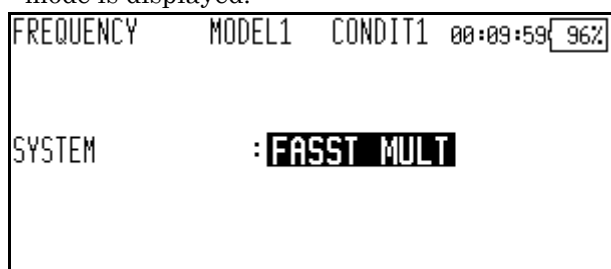 mode is displayed.
FREQUENCY MODEL1 CONDIT1 00:09:59 96%
SYSTEM :FASST MULT